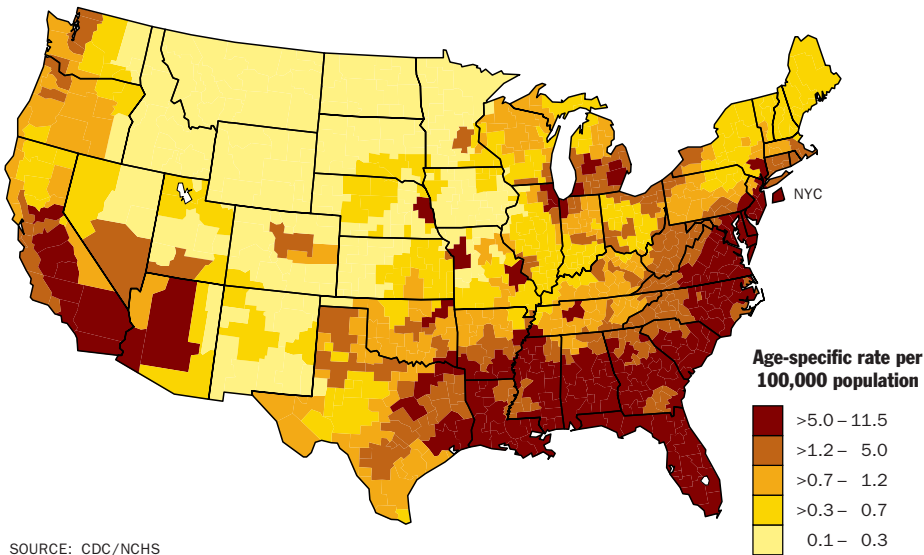 NYC
Age-specific rate per
100,000 population
>5.0 – 11.5
>1.2 – 5.0
>0.7 – 1.2
>0.3 – 0.7
0.1 – 0.3
SOURCE: CDC/NCHS